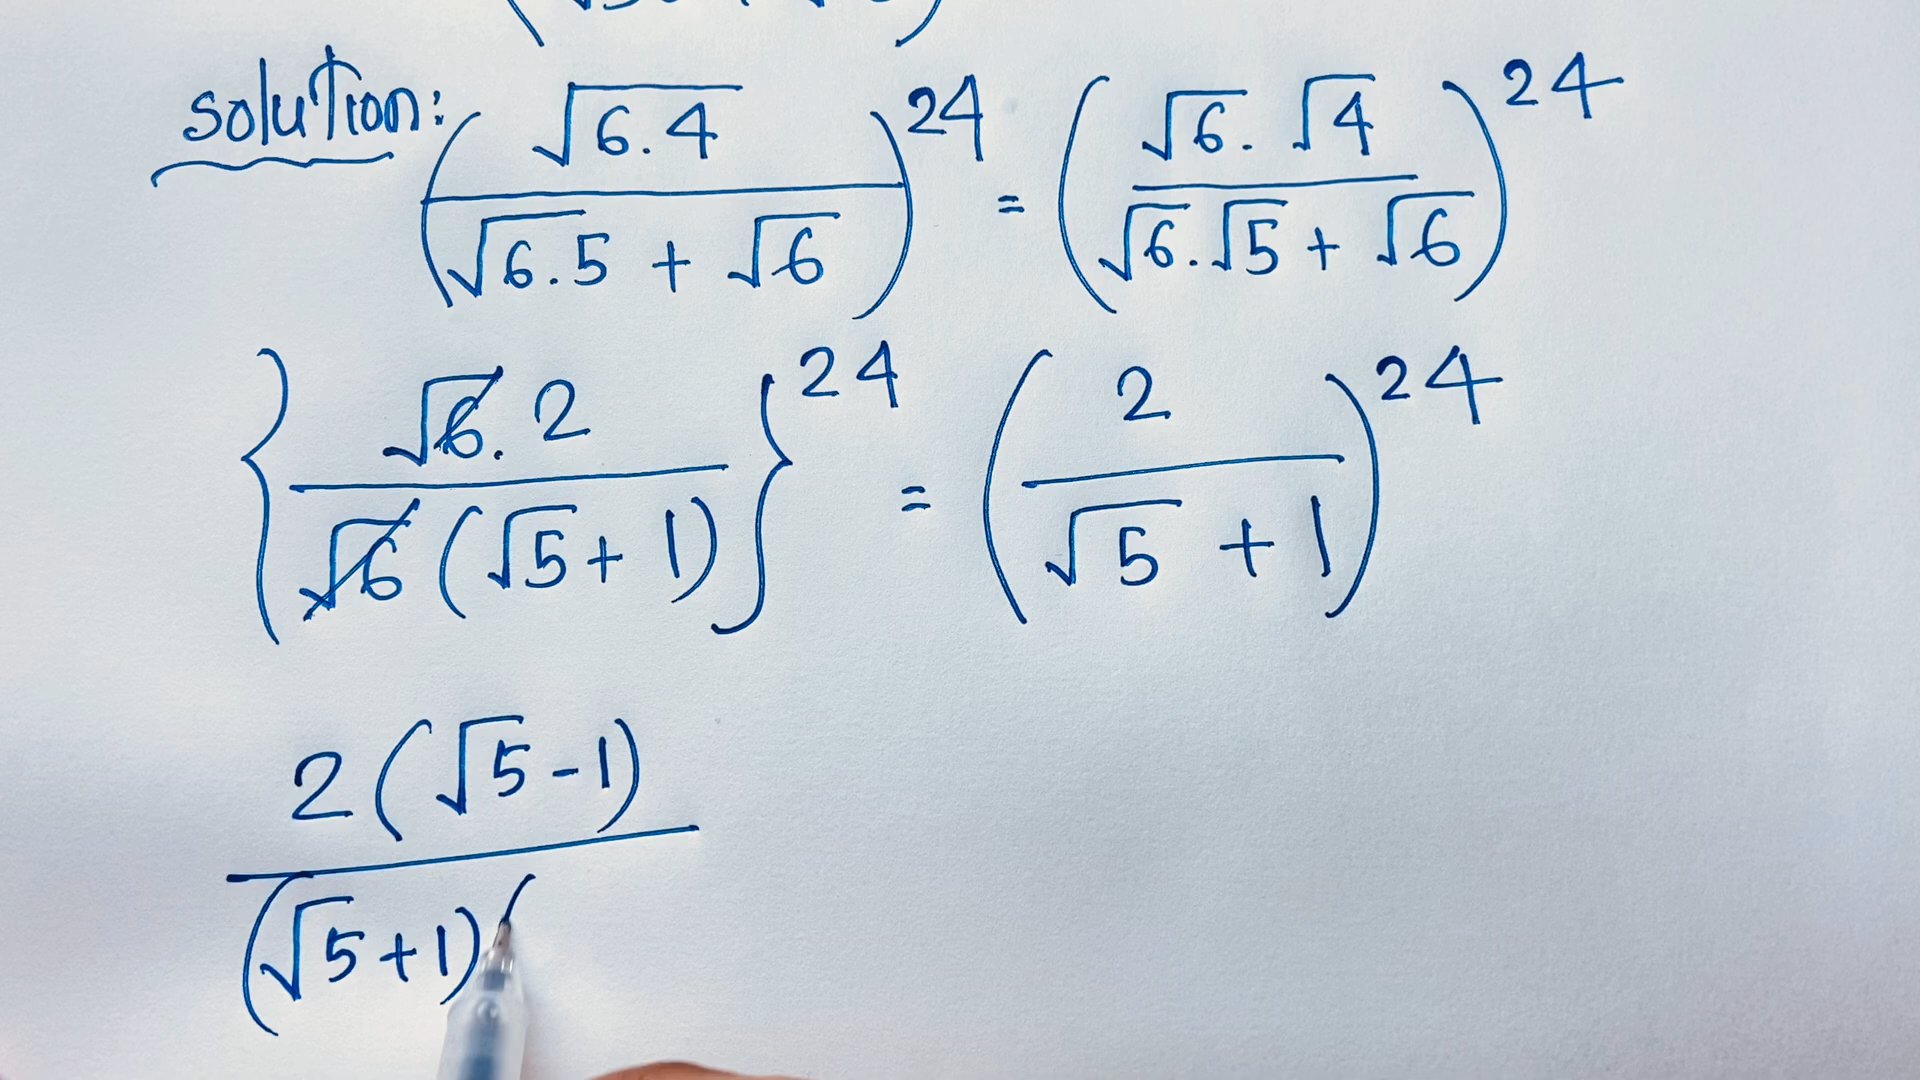 solution: (√6.4 / √6.5 + √6)^24 = (√6. √4 / √6.√5 + √6)^24
{√6. 2 / √6 (√5 + 1)}^24 = (2 / √5 + 1)^24
2 (√5 - 1) / (√5 + 1) (